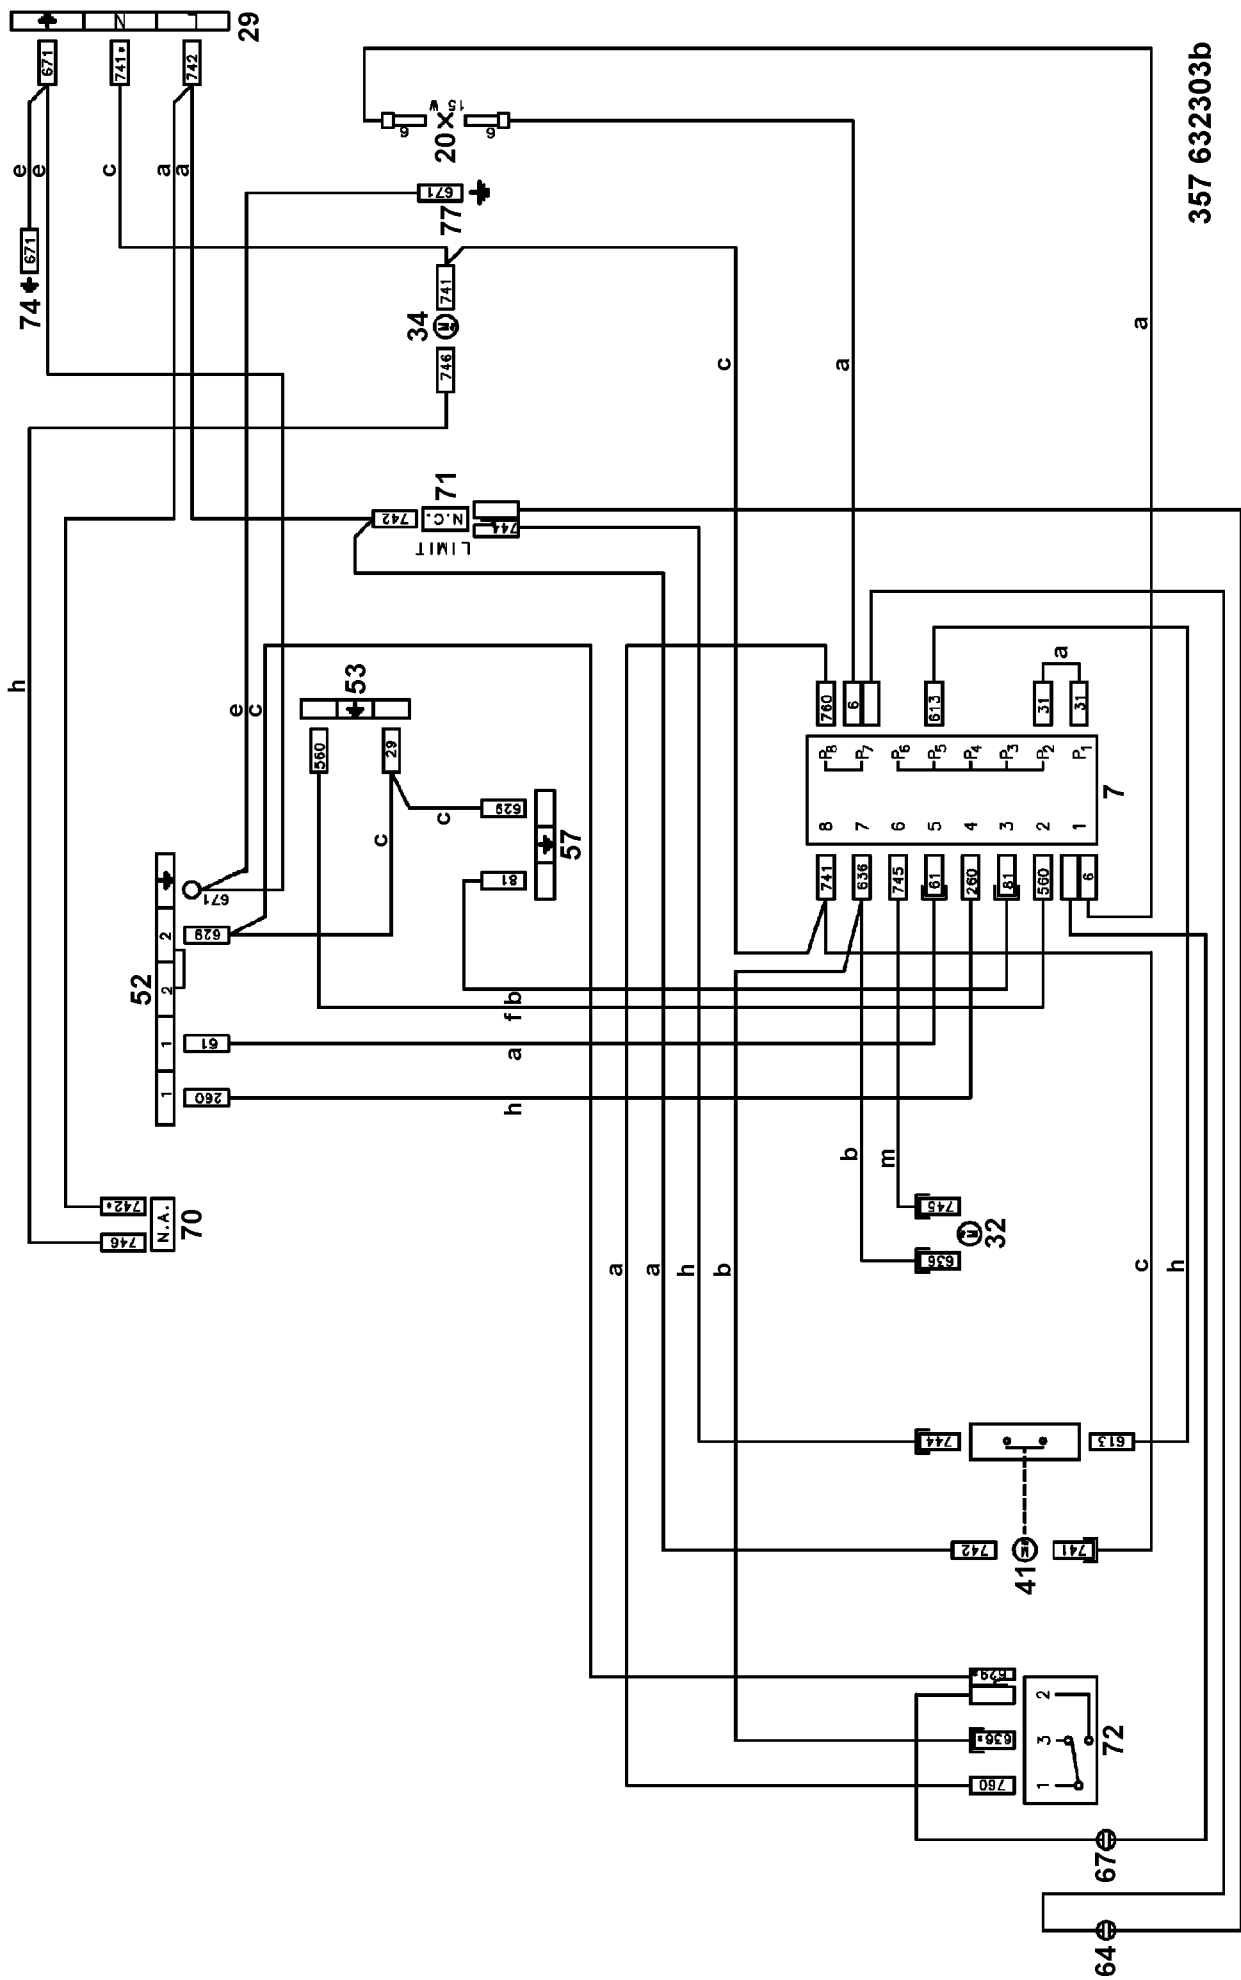 29
N
L
671
741*
742
e
e
c
a
a
671
74
6
15 W
20
6
671
77
741
34
M
746
h
c
a
a
742
N.C.
71
LIMIT
744
e
c
53
560
29
c
c
629
57
81
52
2
2
1
1
671
629
61
260
760
6
613
31
31
a
P8
P7
P6
P5
P4
P3
P2
P1
8
7
6
5
4
3
2
1
7
741
636
745
61
260
81
560
6
b
f
a
h
742*
746
N.A.
70
b
m
745
636
M
32
a
a
h
b
c
h
744
613
742
M
741
41
629*
636*
760
2
3
1
72
67
64
357 632303b